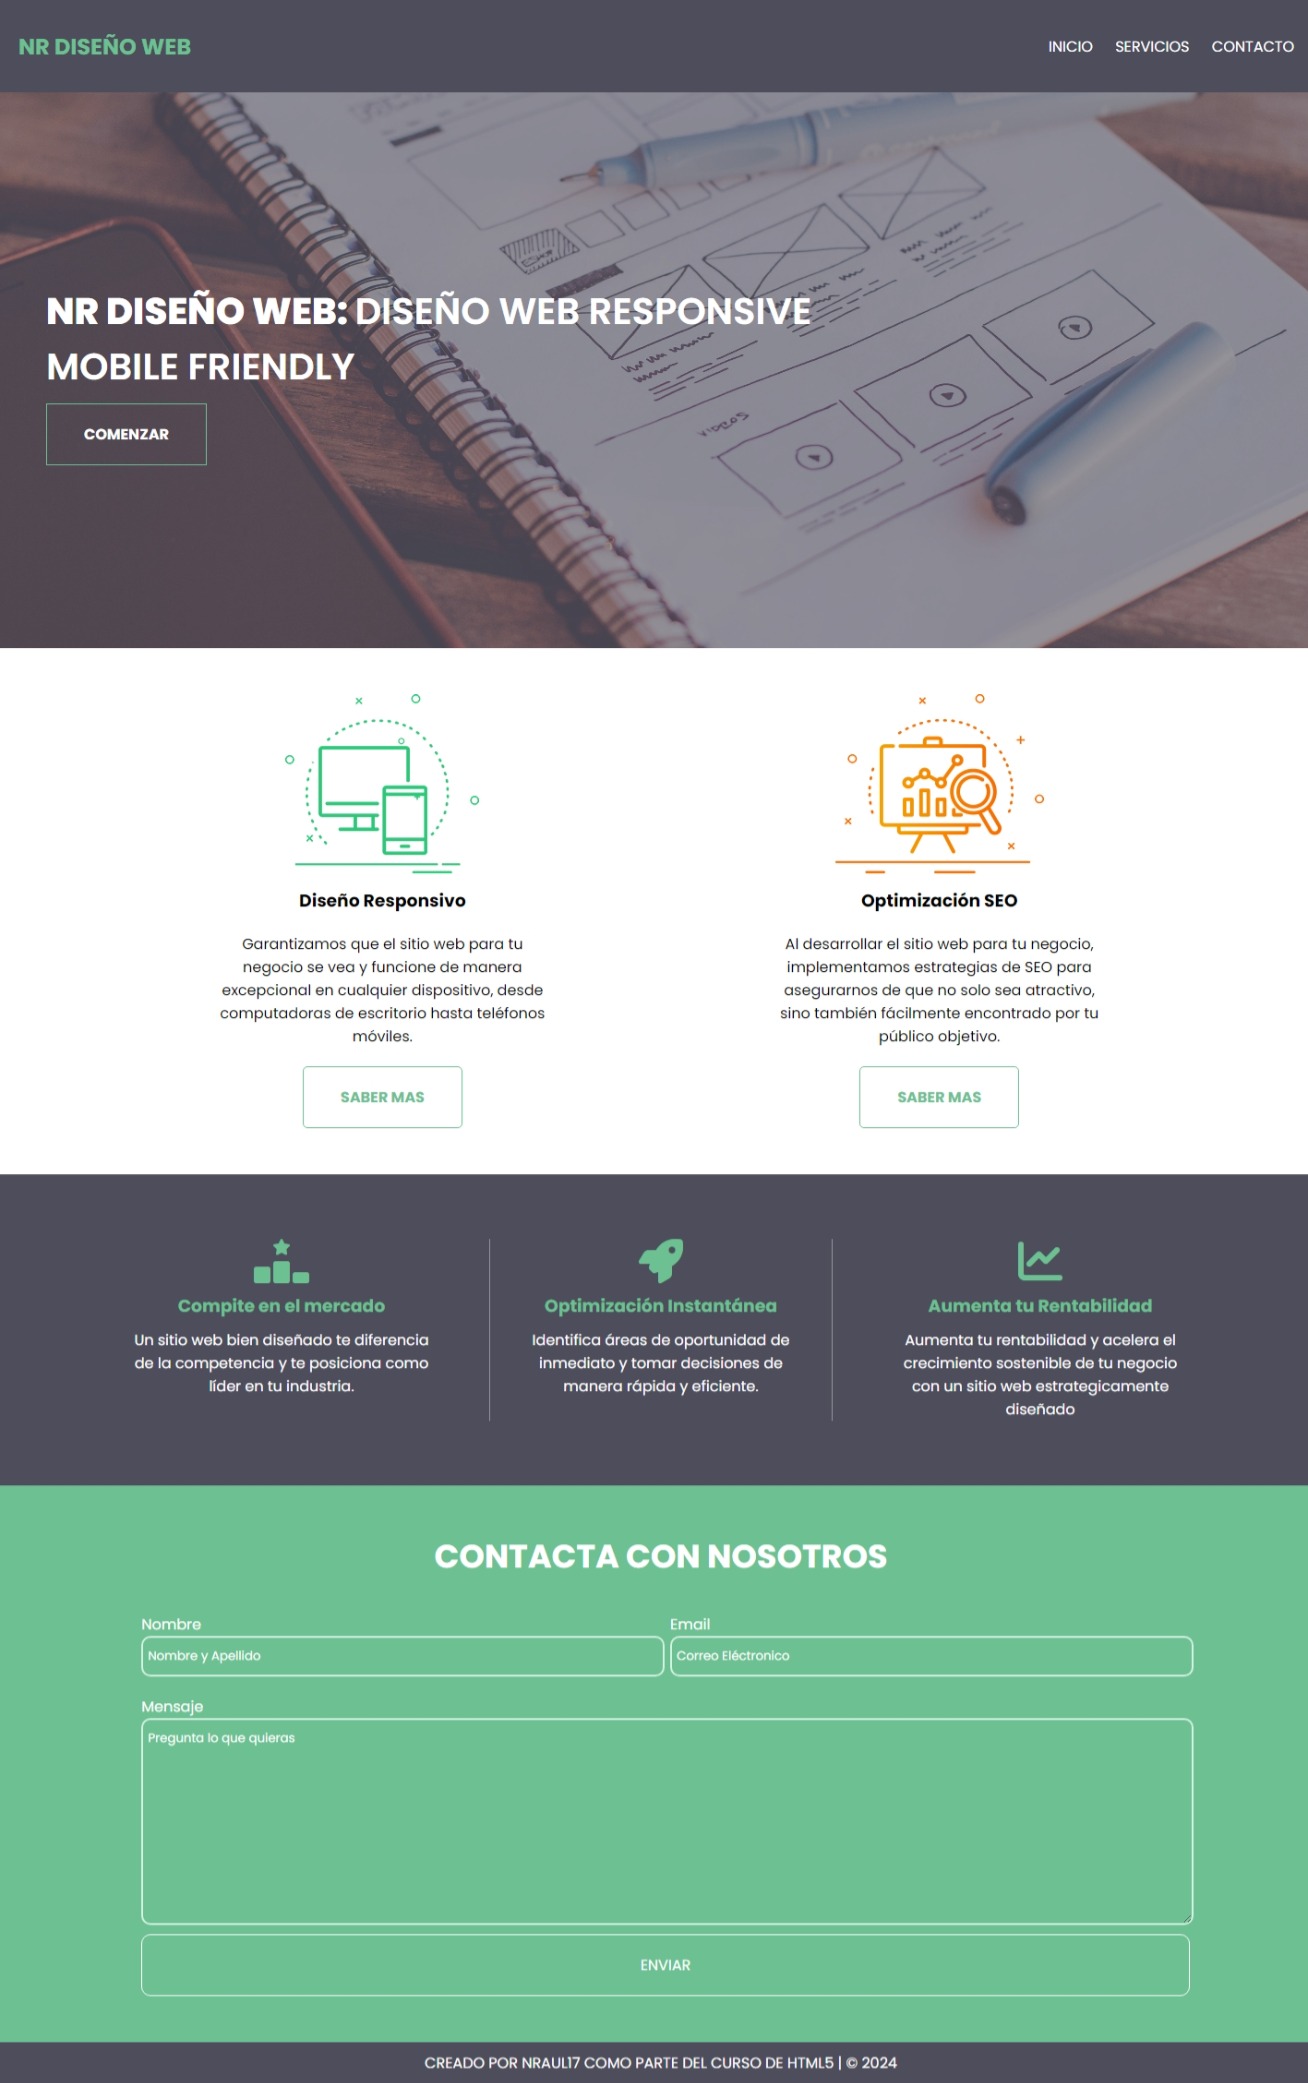 NR DISEÑO WEB
INICIO SERVICIOS CONTACTO
NR DISEÑO WEB: DISEÑO WEB RESPONSIVE
MOBILE FRIENDLY
COMENZAR
VIDEOS
Diseño Responsivo
Garantizamos que el sitio web para tu
negocio se vea y funcione de manera
excepcional en cualquier dispositivo, desde
computadoras de escritorio hasta teléfonos
móviles.
SABER MAS
Optimización SEO
Al desarrollar el sitio web para tu negocio,
implementamos estrategias de SEO para
asegurarnos de que no solo sea atractivo,
sino también fácilmente encontrado por tu
público objetivo.
SABER MAS
Compite en el mercado
Un sitio web bien diseñado te diferencia
de la competencia y te posiciona como
líder en tu industria.
Optimización Instantánea
Identifica áreas de oportunidad de
inmediato y tomar decisiones de
manera rápida y eficiente.
Aumenta tu Rentabilidad
Aumenta tu rentabilidad y acelera el
crecimiento sostenible de tu negocio
con un sitio web estrategicamente
diseñado
CONTACTA CON NOSOTROS
Nombre
Nombre y Apellido
Email
Correo Eléctronico
Mensaje
Pregunta lo que quieras
ENVIAR
CREADO POR NRAUL17 COMO PARTE DEL CURSO DE HTML5 | © 2024